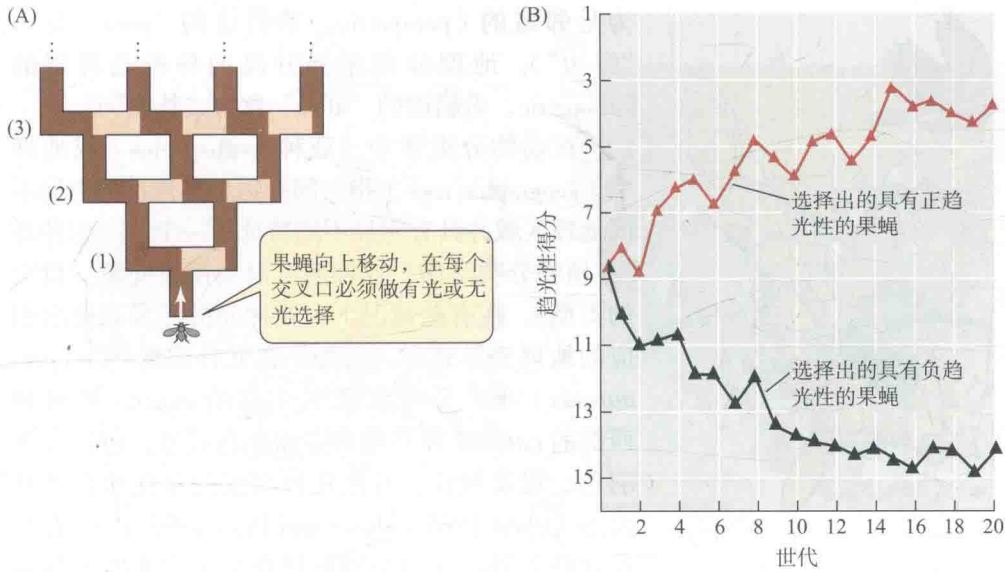 (A)
(3)
(2)
(1)
果蝇向上移动，在每个
交叉口必须做有光或无
光选择
(B)
趋光性得分
1
3
5
7
9
11
13
15
选择出的具有正趋
光性的果蝇
选择出的具有负趋
光性的果蝇
0
2
4
6
8
10
12
14
16
18
20
世代